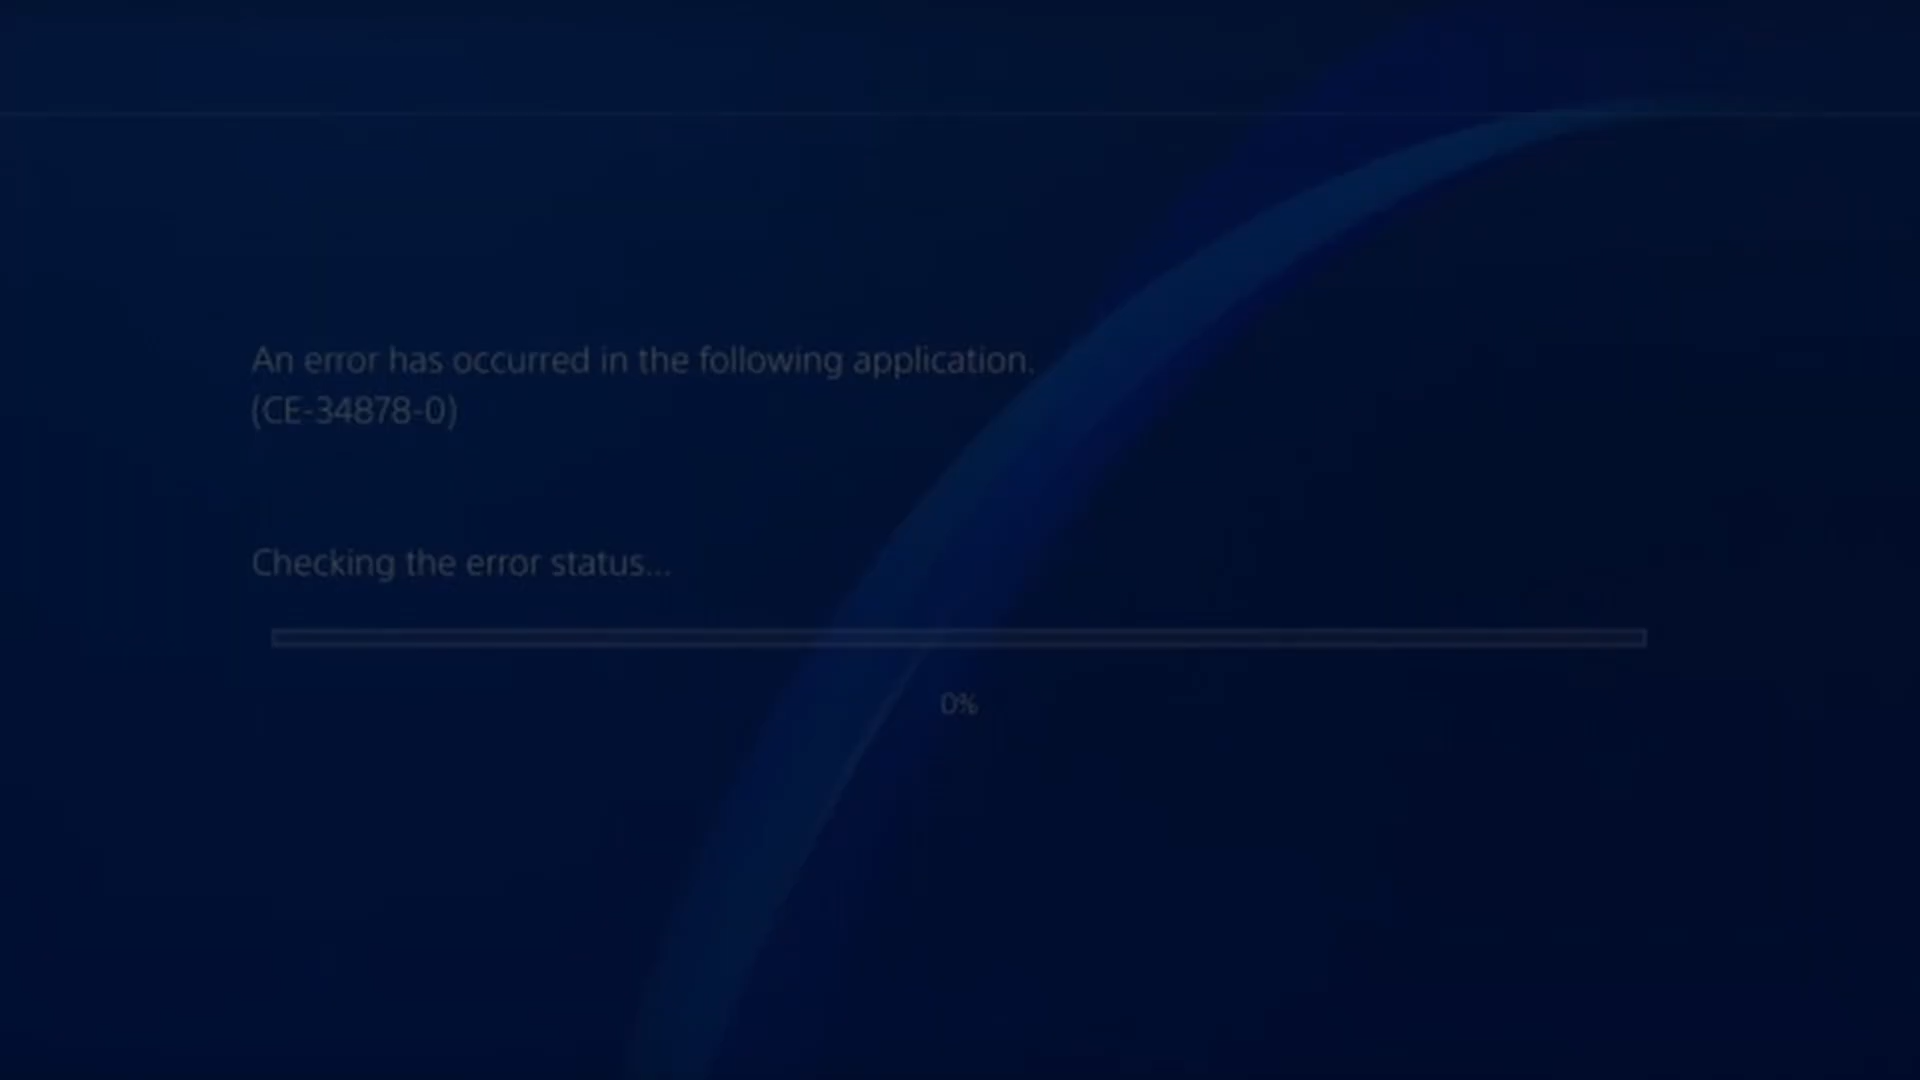 An error has occurred in the following application.
(CE-34878-0)
Checking the error status...
0%